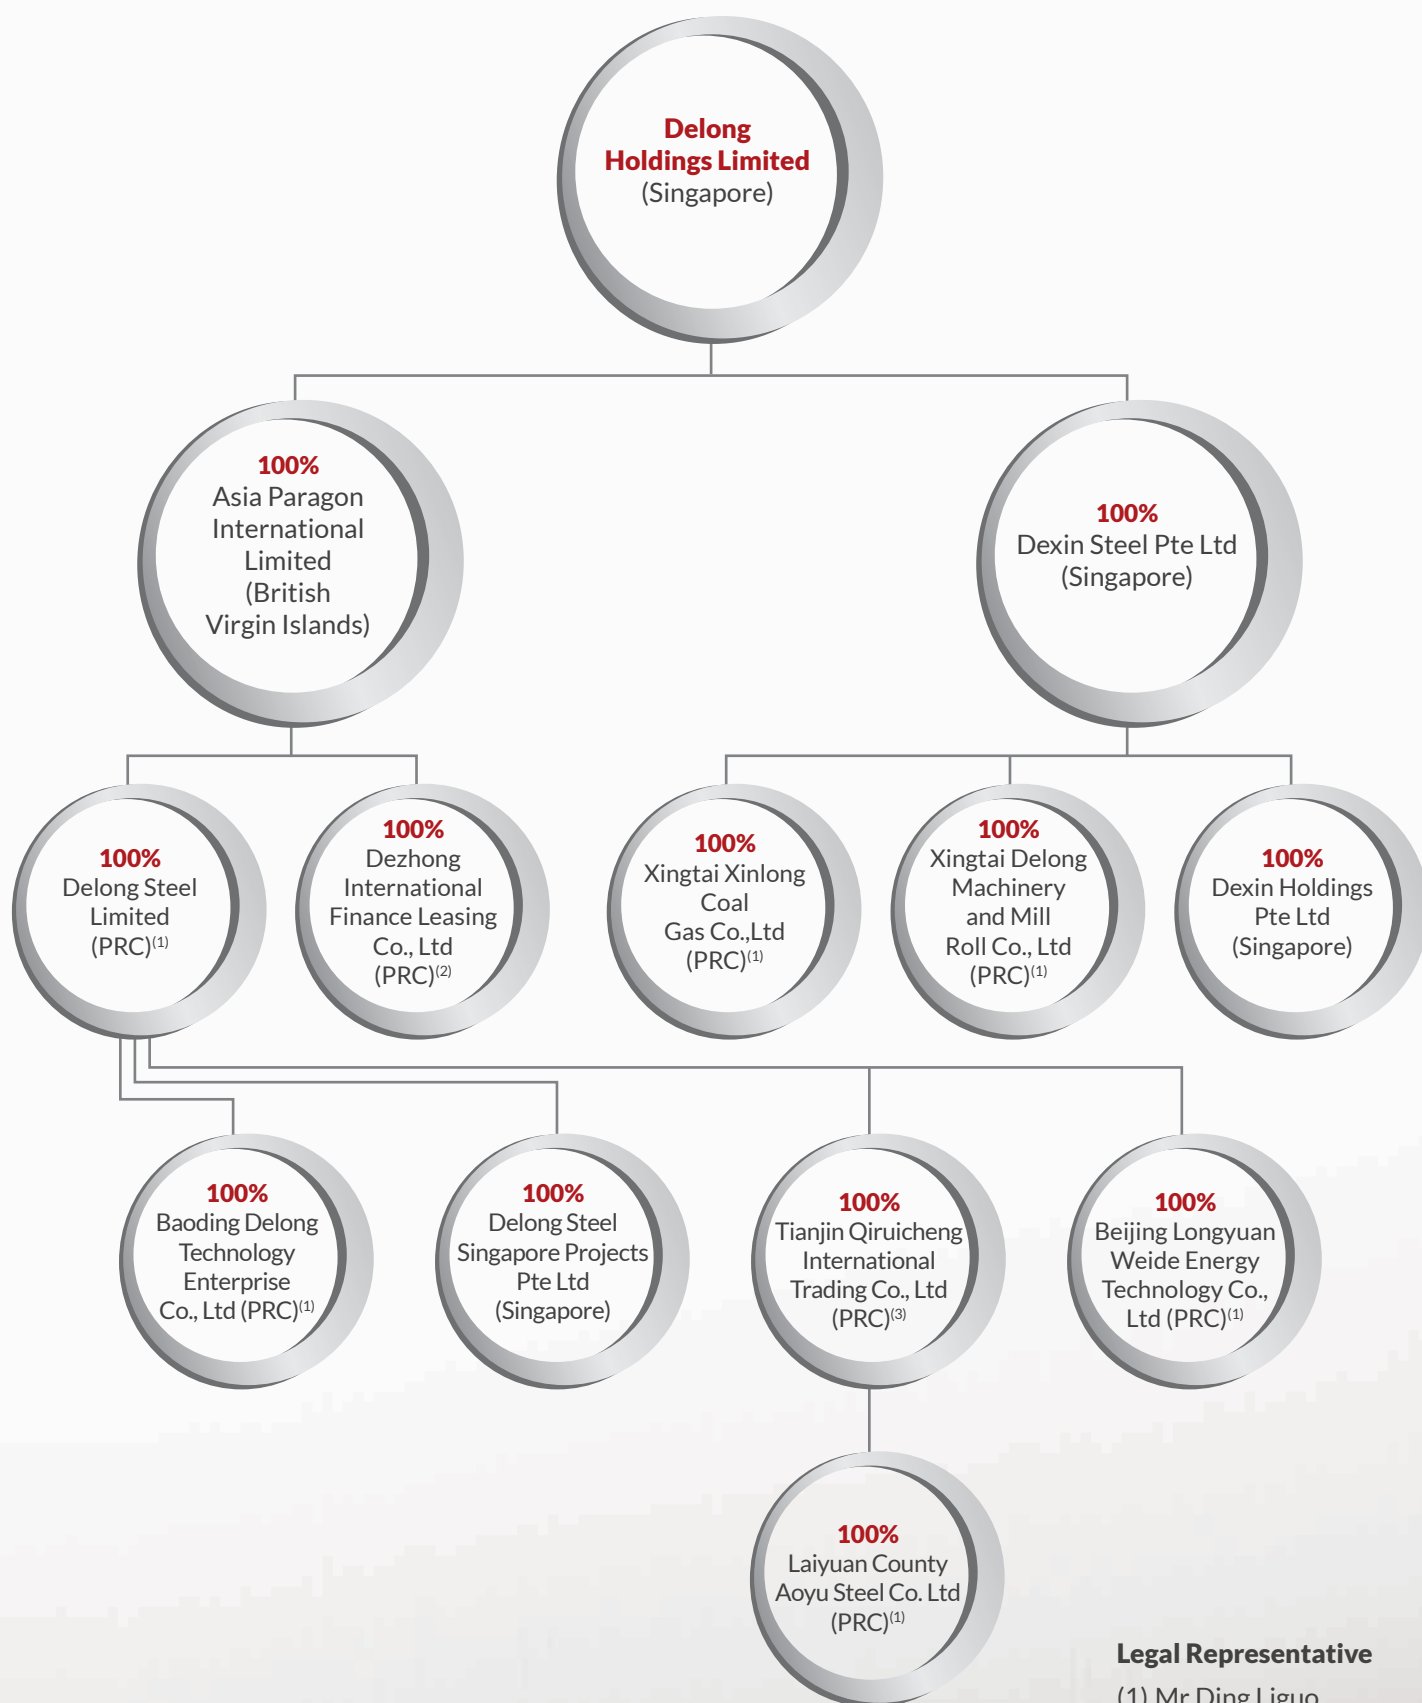 Delong
Holdings Limited
(Singapore)
100%
Asia Paragon
International
Limited
(British
Virgin Islands)
100%
Dexin Steel Pte Ltd
(Singapore)
100%
Delong Steel
Limited
(PRC)(1)
100%
Dezhong
International
Finance Leasing
Co., Ltd
(PRC)(2)
100%
Xingtai Xinlong
Coal
Gas Co.,Ltd
(PRC)(1)
100%
Xingtai Delong
Machinery
and Mill
Roll Co., Ltd
(PRC)(1)
100%
Dexin Holdings
Pte Ltd
(Singapore)
100%
Baoding Delong
Technology
Enterprise
Co., Ltd (PRC)(1)
100%
Delong Steel
Singapore Projects
Pte Ltd
(Singapore)
100%
Tianjin Qiruicheng
International
Trading Co., Ltd
(PRC)(3)
100%
Beijing Longyuan
Weide Energy
Technology Co.,
Ltd (PRC)(1)
100%
Laiyuan County
Aoyu Steel Co. Ltd
(PRC)(1)
Legal Representative
(1) Mr Ding Liguo